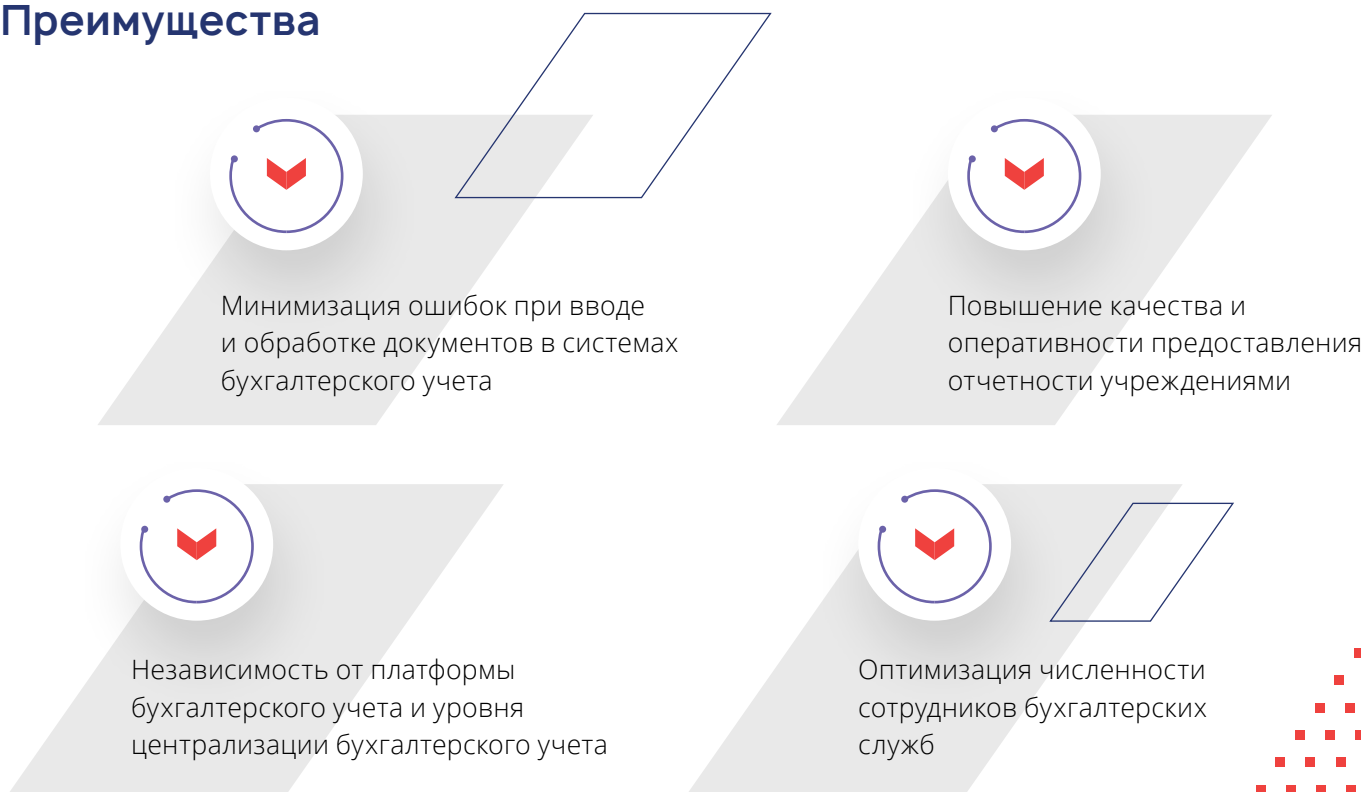 Преимущества
Минимизация ошибок при вводе
и обработке документов в системах
бухгалтерского учета
Повышение качества и
оперативности предоставления
отчетности учреждениями
Независимость от платформы
бухгалтерского учета и уровня
централизации бухгалтерского учета
Оптимизация численности
сотрудников бухгалтерских
служб